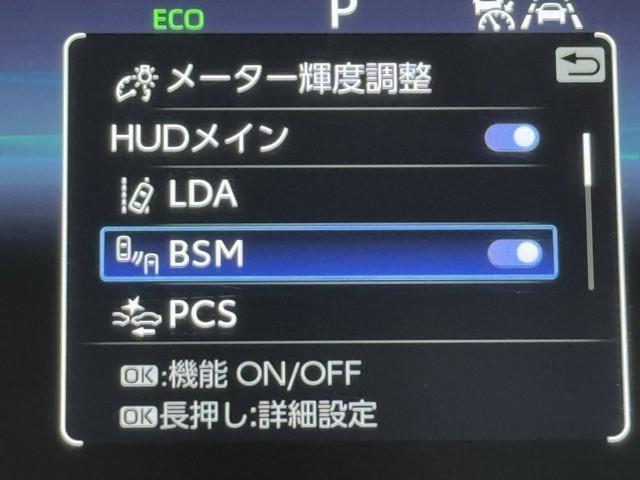 ECO P
メーター輝度調整
HUDメイン
LDA
BSM
PCS
OK:機能 ON/OFF
OK長押し:詳細設定